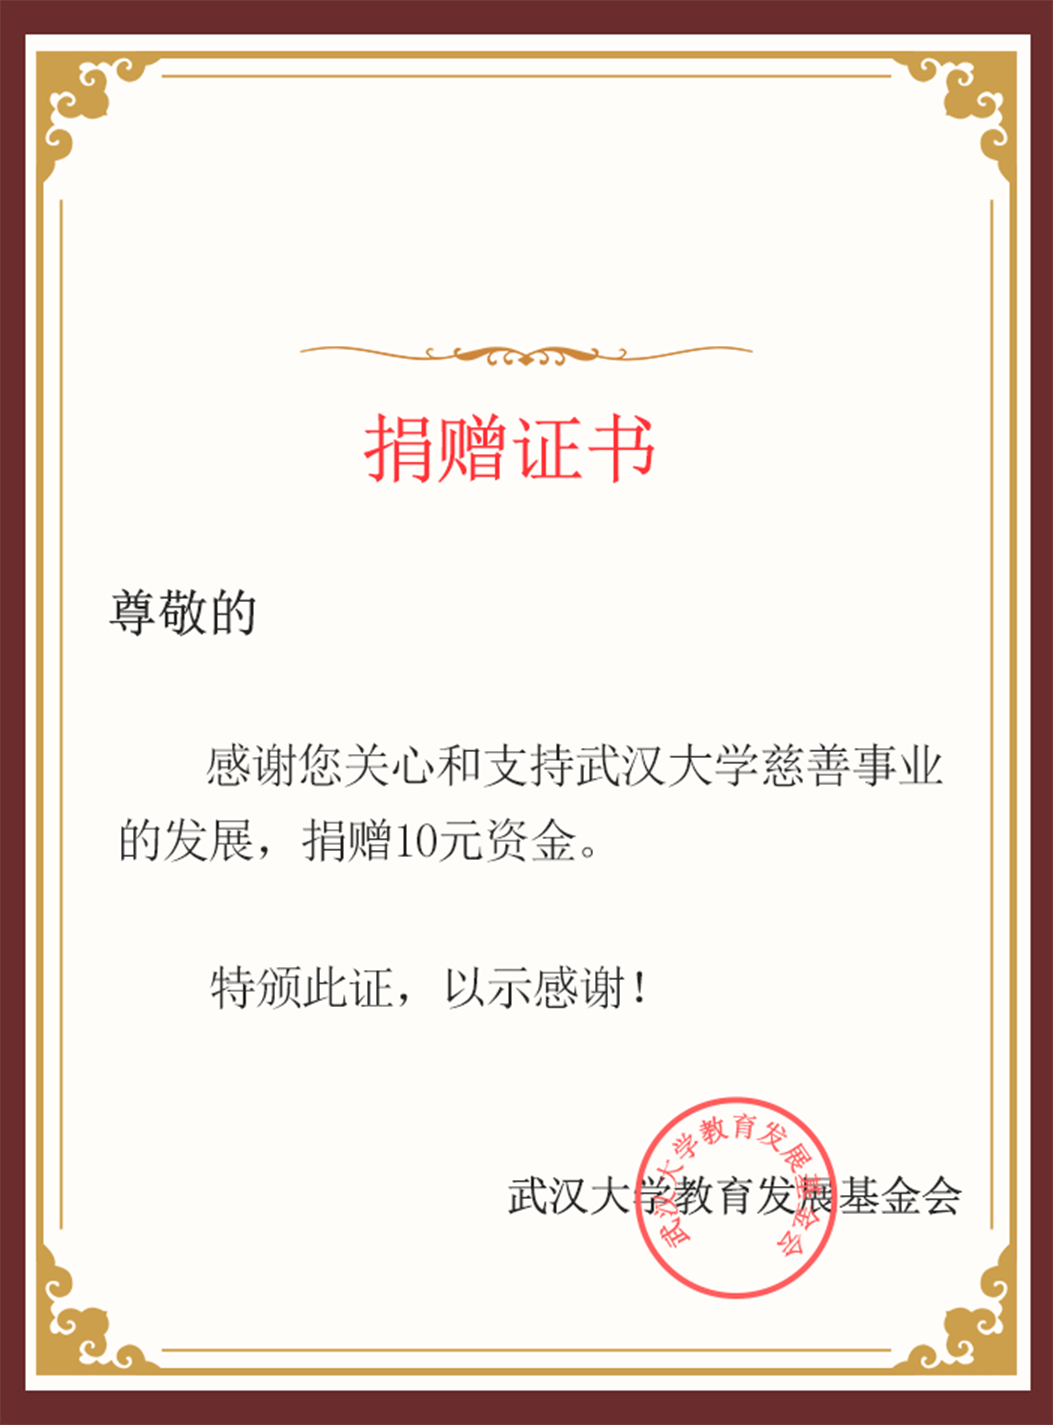 捐赠证书
尊敬的
感谢您关心和支持武汉大学慈善事业
的发展，捐赠10元资金。
特颁此证，以示感谢！
武汉大学教育发展基金会
武汉大学教育发展基金会